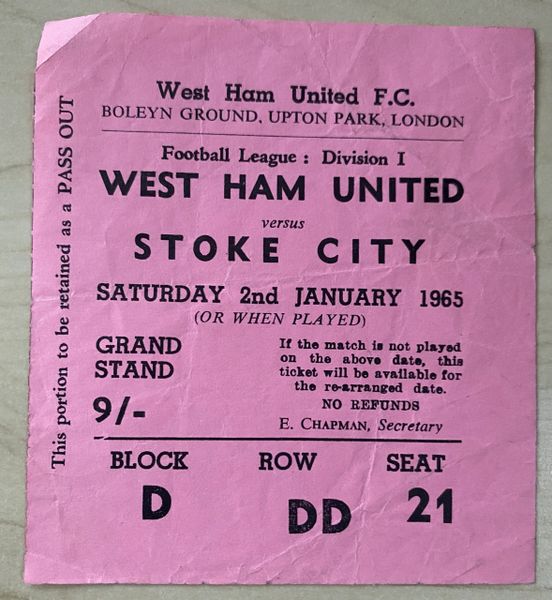 West Ham United F.C.
BOLEYN GROUND, UPTON PARK, LONDON
Football League : Division I
WEST HAM UNITED
versus
STOKE CITY
SATURDAY 2nd JANUARY 1965
(OR WHEN PLAYED)
GRAND
STAND
9/-
If the match is not played
on the above date, this
ticket will be available for
the re-arranged date.
NO REFUNDS
E. CHAPMAN, Secretary
BLOCK ROW SEAT
D DD 21
This portion to be retained as a PASS OUT